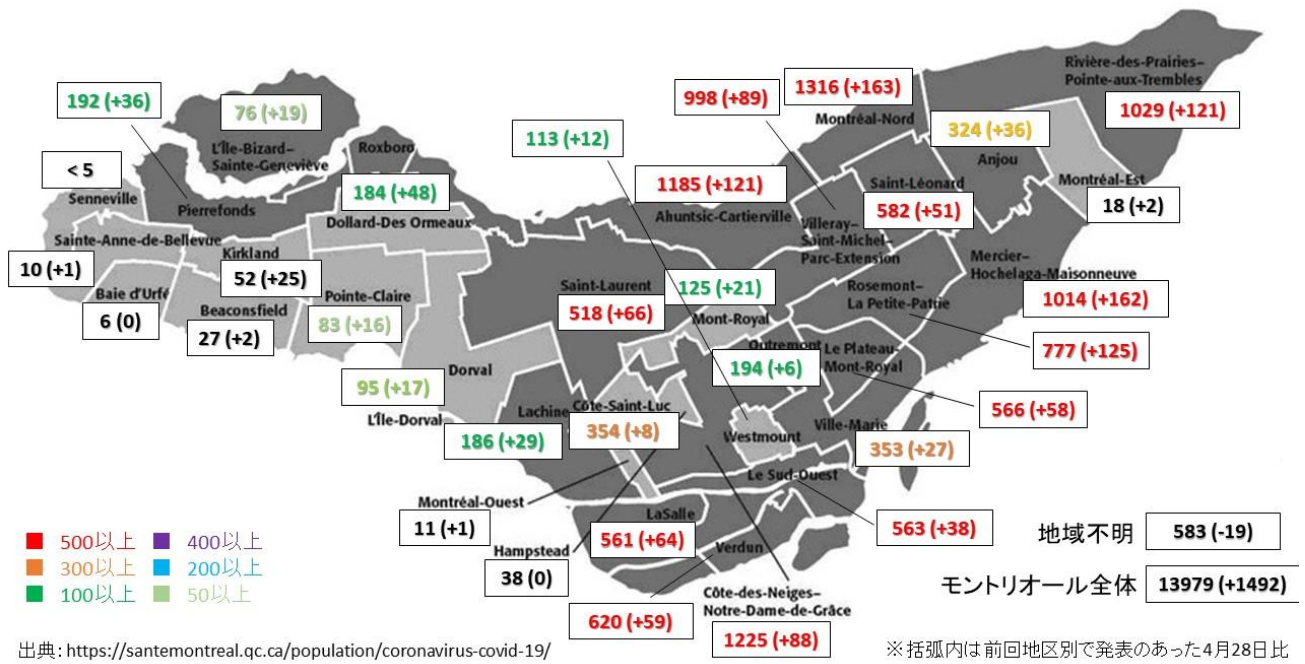 Rivière-des-Prairies–
Pointe-aux-Trembles
1029 (+121)
1316 (+163)
Montréal-Nord
998 (+89)
192 (+36)
76 (+19)
L'Île-Bizard–
Sainte-Geneviève
Roxboro
113 (+12)
324 (+36)
Anjou
< 5
Senneville
Pierrefonds
184 (+48)
Dollard-Des Ormeaux
1185 (+121)
Ahuntsic-Cartierville
Saint-Léonard
582 (+51)
Montréal-Est
18 (+2)
Villeray–
Saint-Michel–
Parc-Extension
Sainte-Anne-de-Bellevue
10 (+1)
Kirkland
52 (+25)
Mercier–
Hochelaga-Maisonneuve
1014 (+162)
Baie d'Urfé
6 (0)
Beaconsfield
27 (+2)
Pointe-Claire
83 (+16)
Saint-Laurent
518 (+66)
125 (+21)
Mont-Royal
Rosemont–
La Petite-Patrie
777 (+125)
Outremont
194 (+6)
Le Plateau–
Mont-Royal
566 (+58)
Dorval
95 (+17)
L'Île-Dorval
Lachine
186 (+29)
Côte-Saint-Luc
354 (+8)
Westmount
Ville-Marie
353 (+27)
Le Sud-Ouest
563 (+38)
Montréal-Ouest
11 (+1)
Hampstead
38 (0)
LaSalle
561 (+64)
Verdun
620 (+59)
Côte-des-Neiges–
Notre-Dame-de-Grâce
1225 (+88)
500以上 400以上
300以上 200以上
100以上 50以上
地域不明 583 (-19)
モントリオール全体 13979 (+1492)
出典: https://santemontreal.qc.ca/population/coronavirus-covid-19/
※括弧内は前回地区別で発表のあった4月28日比